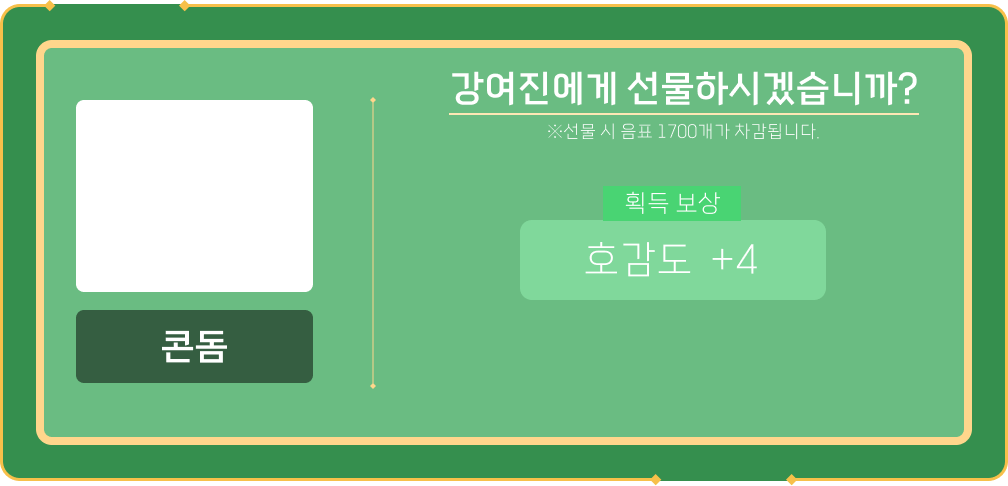 강여진에게 선물하시겠습니까?
※선물 시 음표 1700개가 차감됩니다.
획득 보상
호감도 +4
콘돔